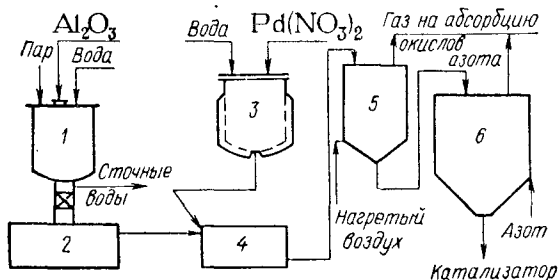 Al₂O₃
Пар
Вода
1
Сточные
воды
2
Вода
Pd(NO₃)₂
3
4
Газ на абсорбцию
окислов
азота
5
6
Нагретый
воздух
Азот
Катализатор